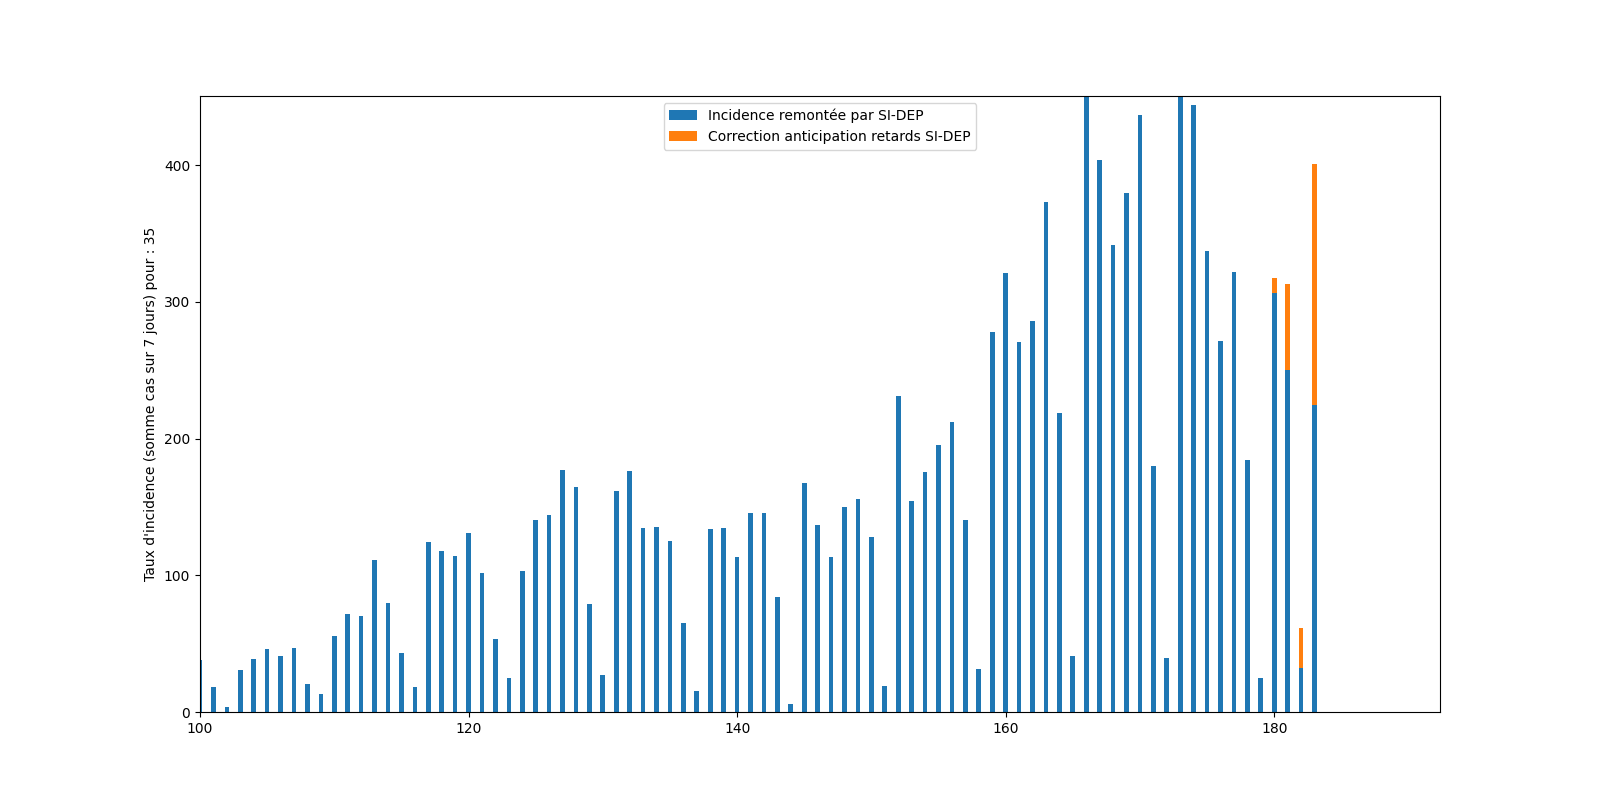 Incidence remontée par SI-DEP
Correction anticipation retards SI-DEP
Taux d'incidence (somme cas sur 7 jours) pour : 35
400
300
200
100
0
100 120 140 160 180